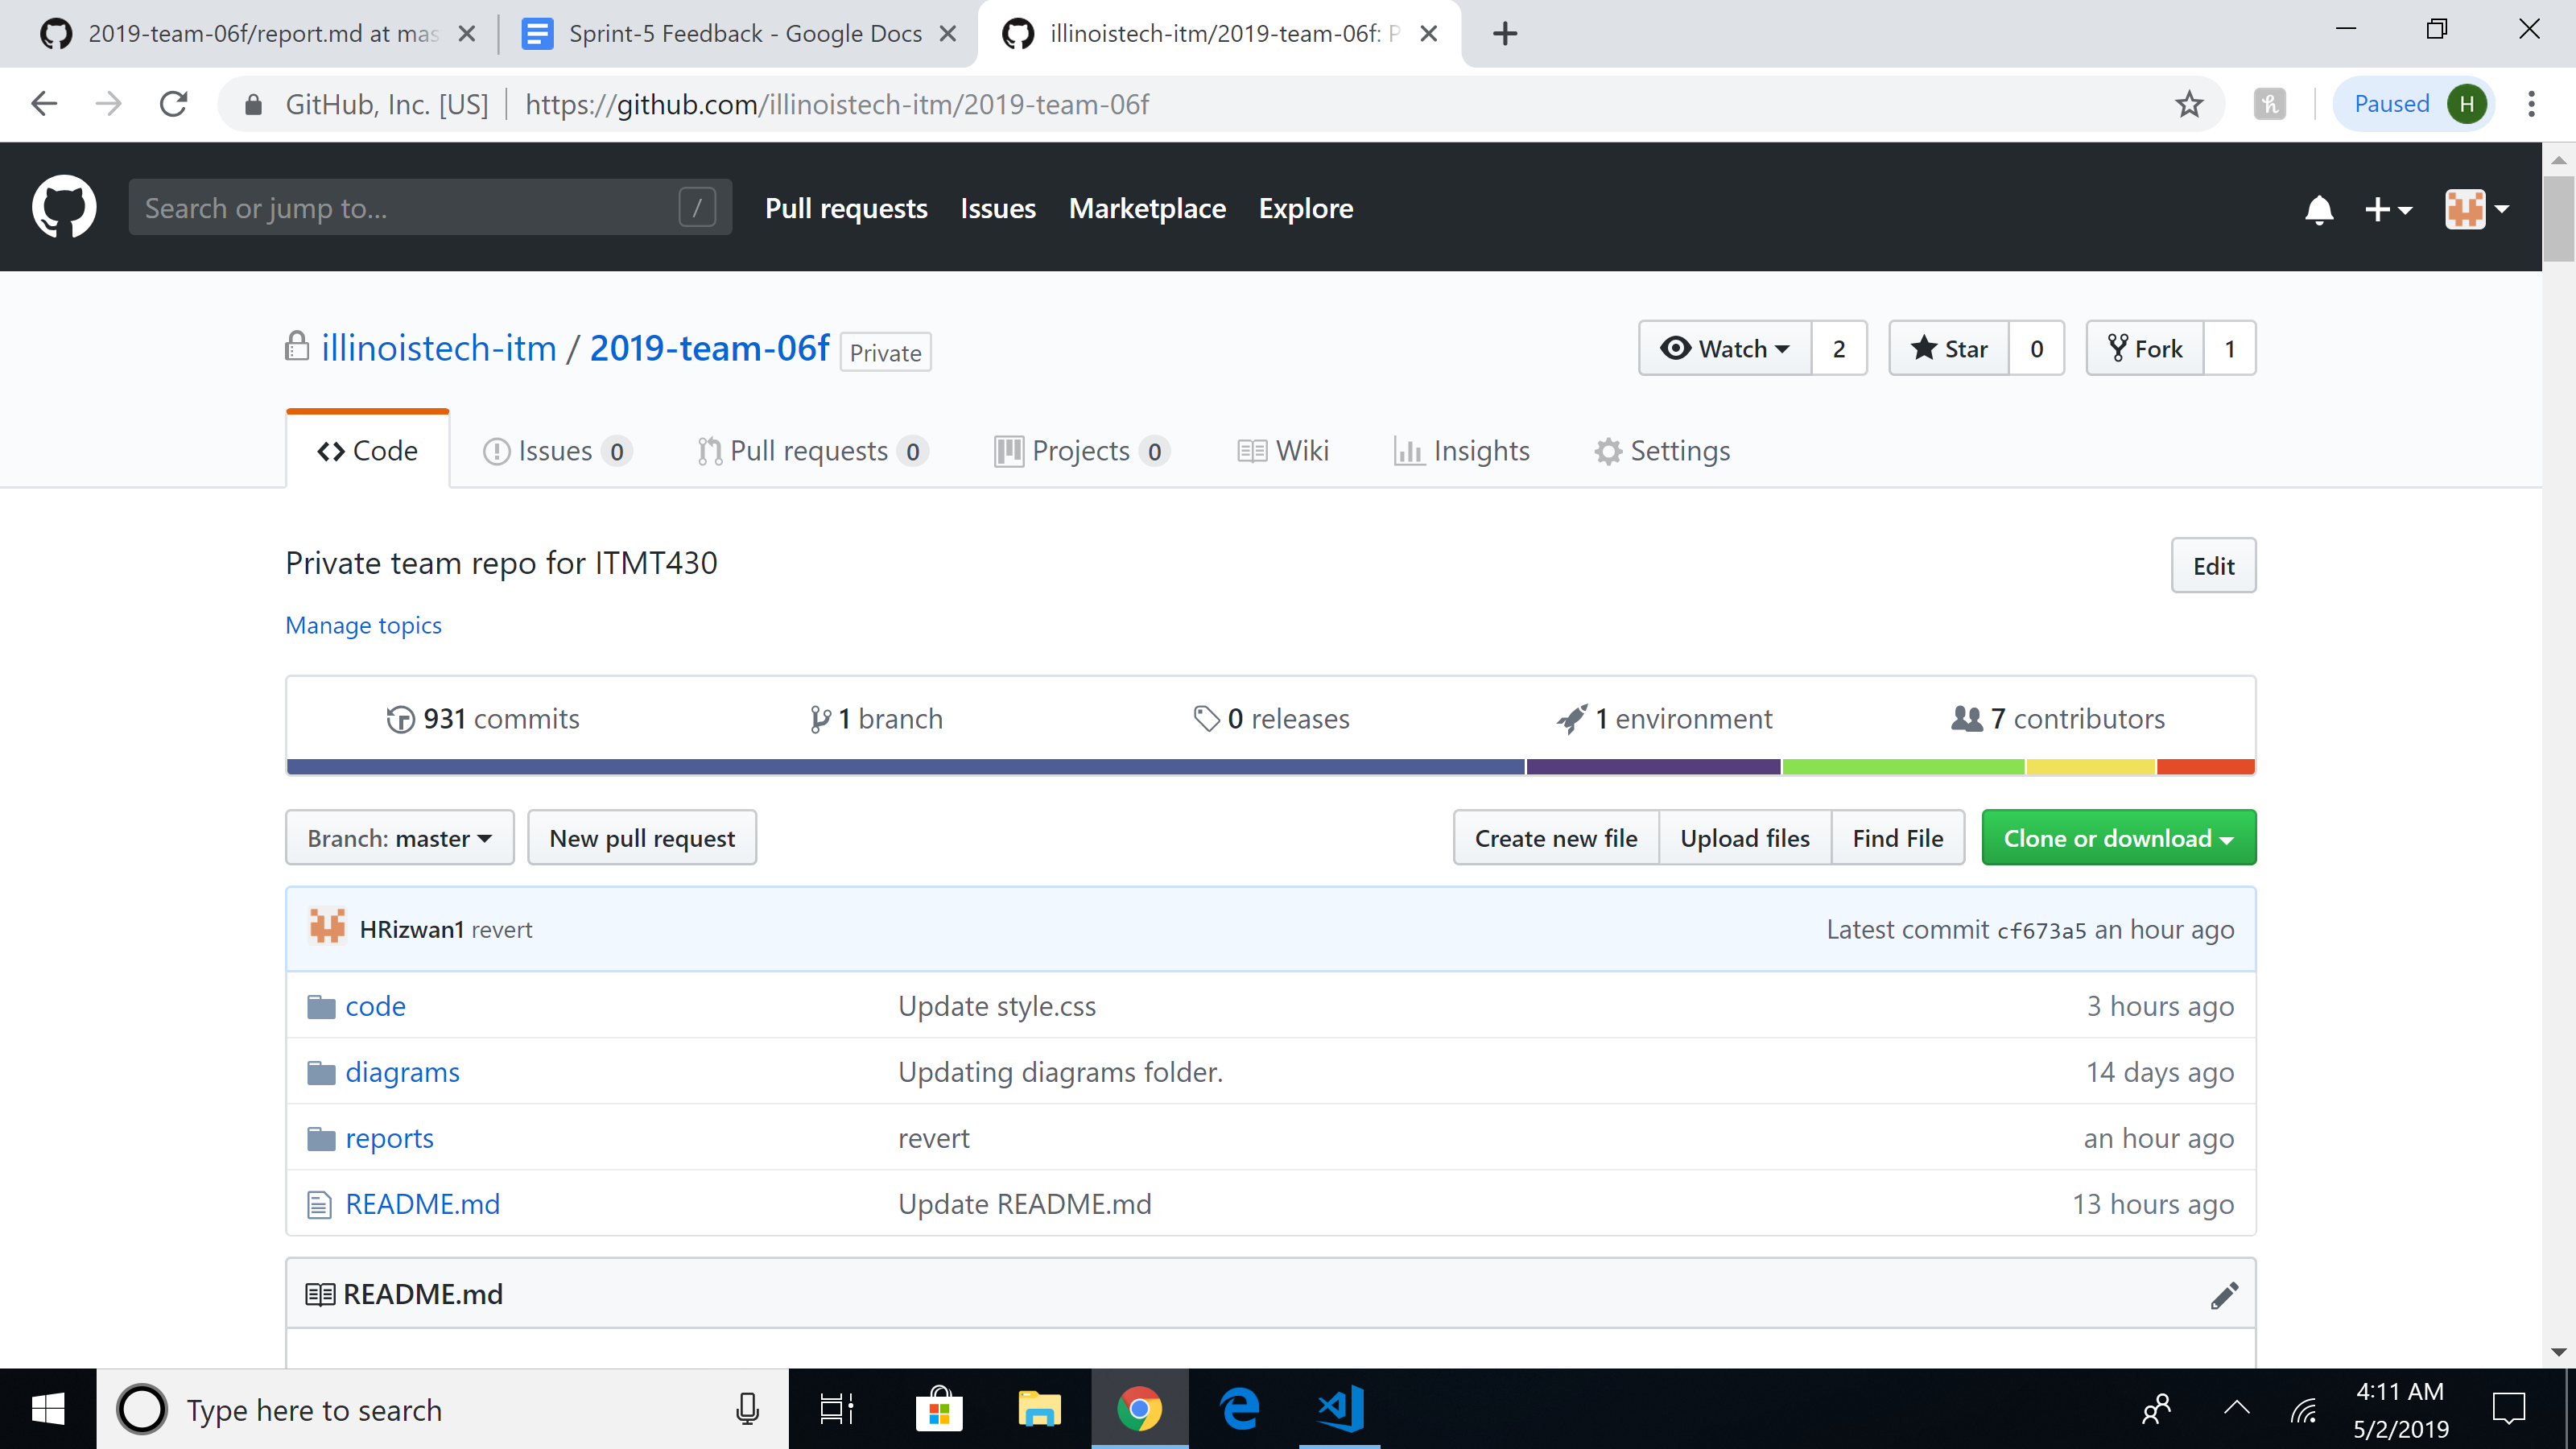 2019-team-06f/report.md at mas
Sprint-5 Feedback - Google Docs
illinoistech-itm/2019-team-06f: P
GitHub, Inc. [US] https://github.com/illinoistech-itm/2019-team-06f
Paused H
Search or jump to... /
Pull requests Issues Marketplace Explore
illinoistech-itm / 2019-team-06f Private
Watch 2 Star 0 Fork 1
Code Issues 0 Pull requests 0 Projects 0 Wiki Insights Settings
Private team repo for ITMT430
Edit
Manage topics
931 commits 1 branch 0 releases 1 environment 7 contributors
Branch: master New pull request Create new file Upload files Find File Clone or download
HRizwan1 revert Latest commit cf673a5 an hour ago
code Update style.css 3 hours ago
diagrams Updating diagrams folder. 14 days ago
reports revert an hour ago
README.md Update README.md 13 hours ago
README.md
Type here to search
4:11 AM
5/2/2019